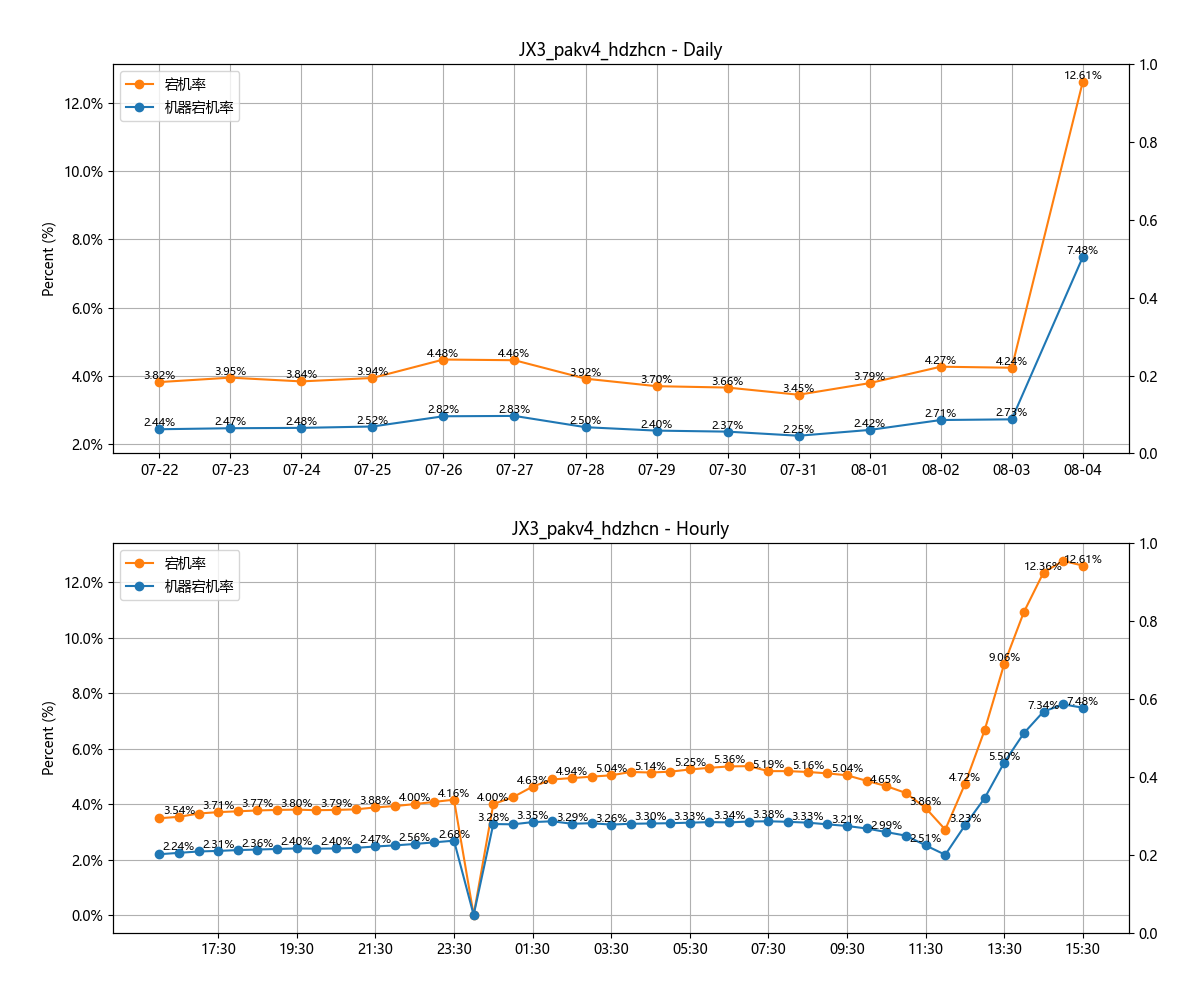 JX3_pakv4_hdzhcn - Daily
宕机率
机器宕机率
Percent (%)
12.0%
10.0%
8.0%
6.0%
4.0%
2.0%
1.0
0.8
0.6
0.4
0.2
0.0
3.82% 3.95% 3.84% 3.94% 4.48% 4.46% 3.92% 3.70% 3.66% 3.45% 3.79% 4.27% 4.24% 12.61%
2.44% 2.47% 2.48% 2.52% 2.82% 2.83% 2.50% 2.40% 2.37% 2.25% 2.42% 2.71% 2.73% 7.48%
07-22 07-23 07-24 07-25 07-26 07-27 07-28 07-29 07-30 07-31 08-01 08-02 08-03 08-04
JX3_pakv4_hdzhcn - Hourly
宕机率
机器宕机率
Percent (%)
12.0%
10.0%
8.0%
6.0%
4.0%
2.0%
0.0%
1.0
0.8
0.6
0.4
0.2
0.0
3.54% 3.71% 3.77% 3.80% 3.79% 3.88% 4.00% 4.16% 4.00% 4.63% 4.94% 5.04% 5.14% 5.25% 5.36% 5.19% 5.16% 5.04% 4.65% 3.86% 4.72% 9.06% 12.36% 12.61%
2.24% 2.31% 2.36% 2.40% 2.40% 2.47% 2.56% 2.68% 3.28% 3.35% 3.29% 3.26% 3.30% 3.33% 3.34% 3.38% 3.33% 3.21% 2.99% 2.51% 3.23% 5.50% 7.34% 7.48%
17:30 19:30 21:30 23:30 01:30 03:30 05:30 07:30 09:30 11:30 13:30 15:30